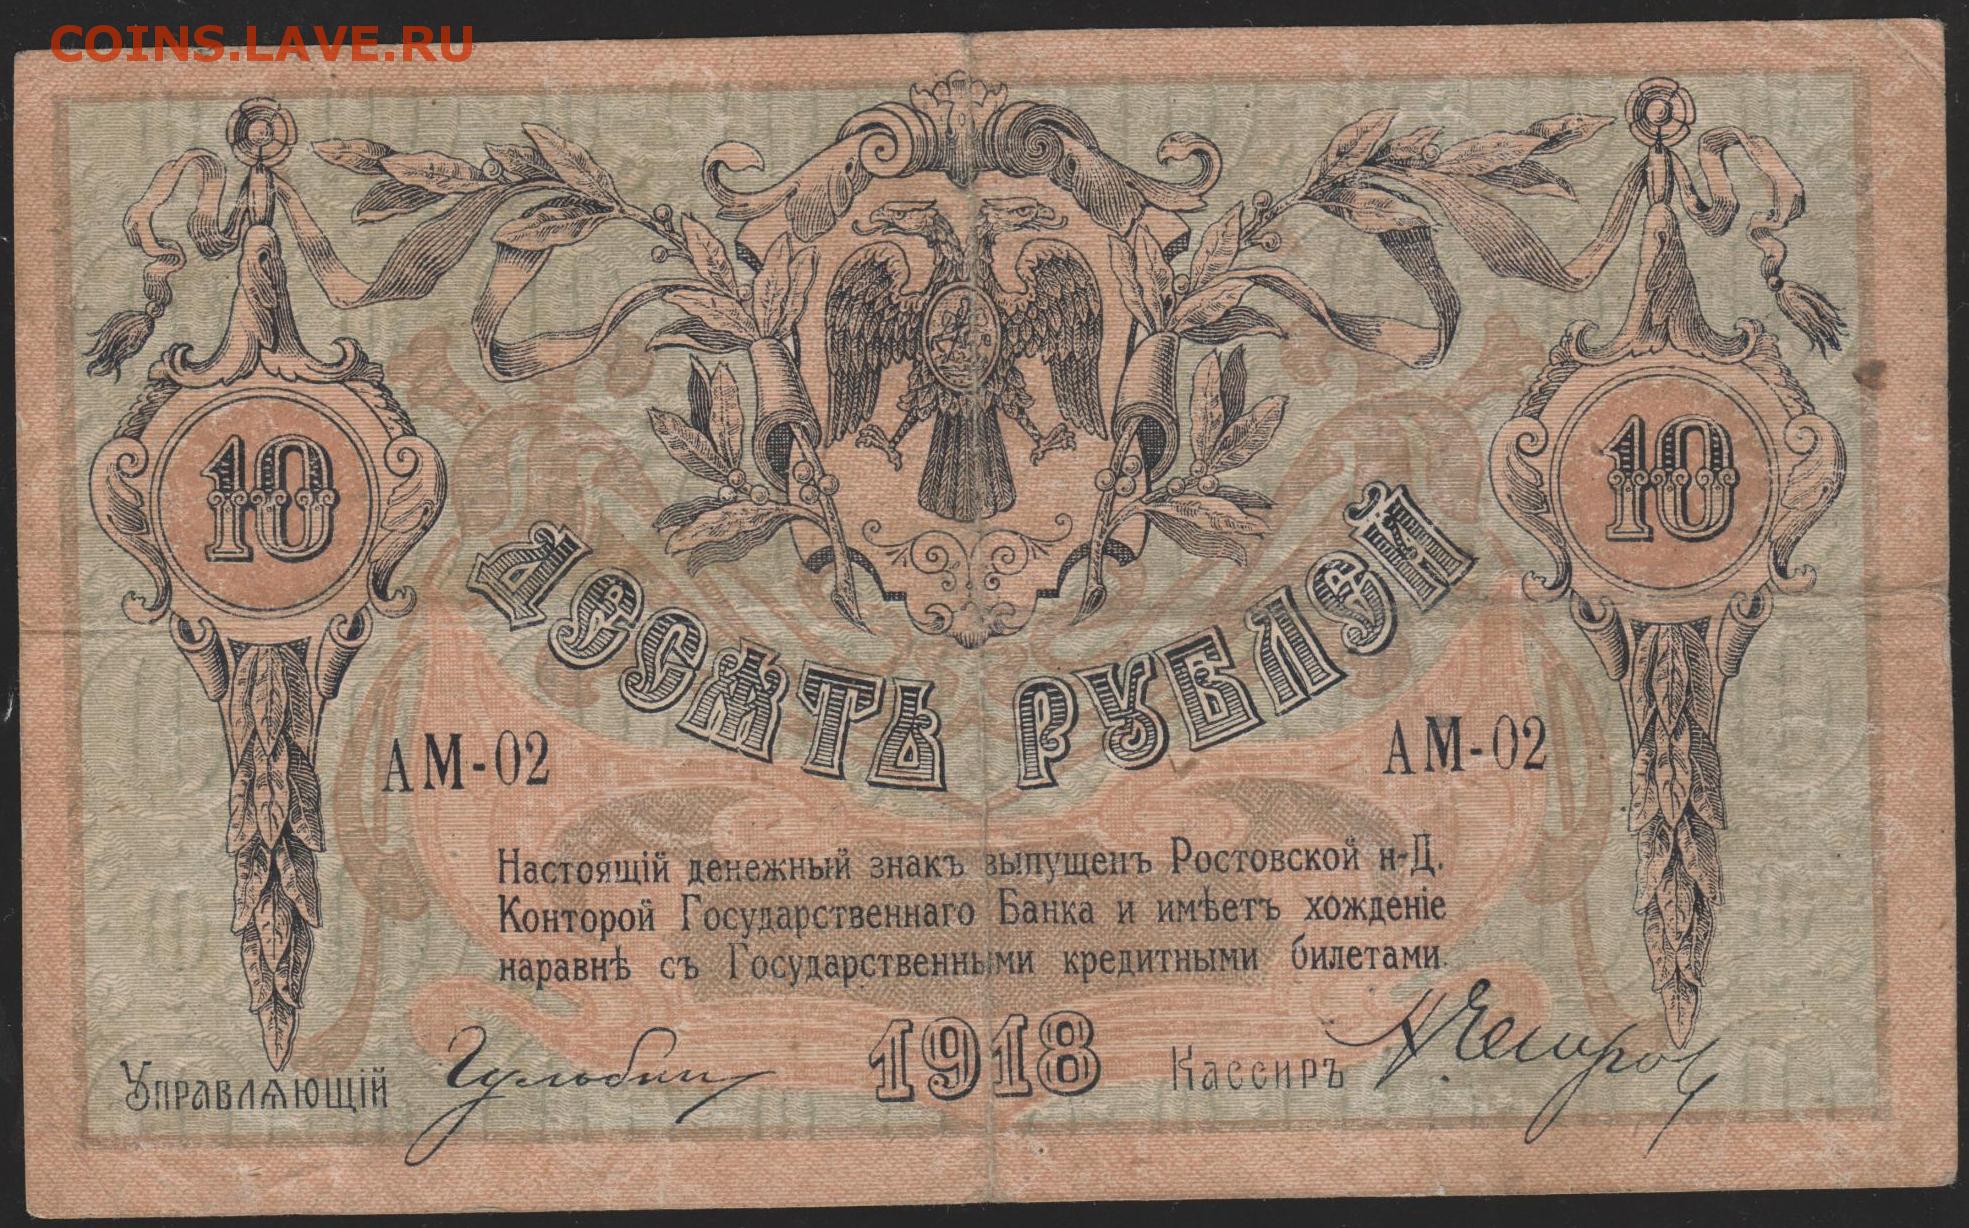 COINS.LAVE.RU
10
10
ДЕСЯТЬ РУБЛЕЙ
АМ-02
АМ-02
Настоящій денежный знакъ выпущенъ Ростовской н-Д.
Конторой Государственнаго Банка и имѣетъ хожденіе
наравнѣ съ Государственными кредитными билетами.
1918
Управляющій
Кассиръ